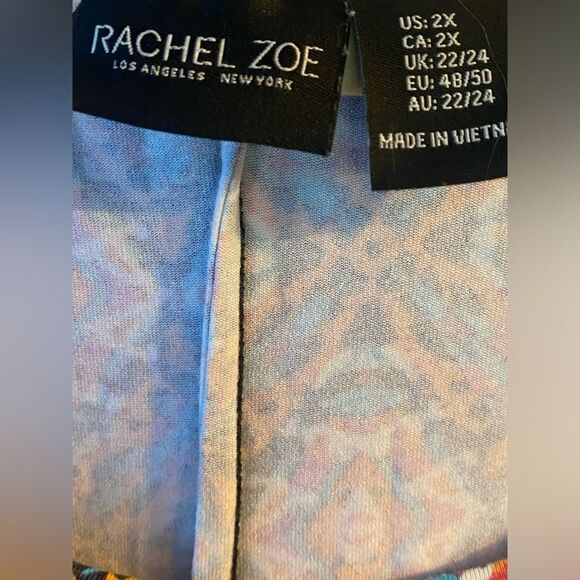 RACHEL ZOE
LOS ANGELES NEW YORK
US: 2X
CA: 2X
UK: 22/24
EU: 48/50
AU: 22/24
MADE IN VIETN